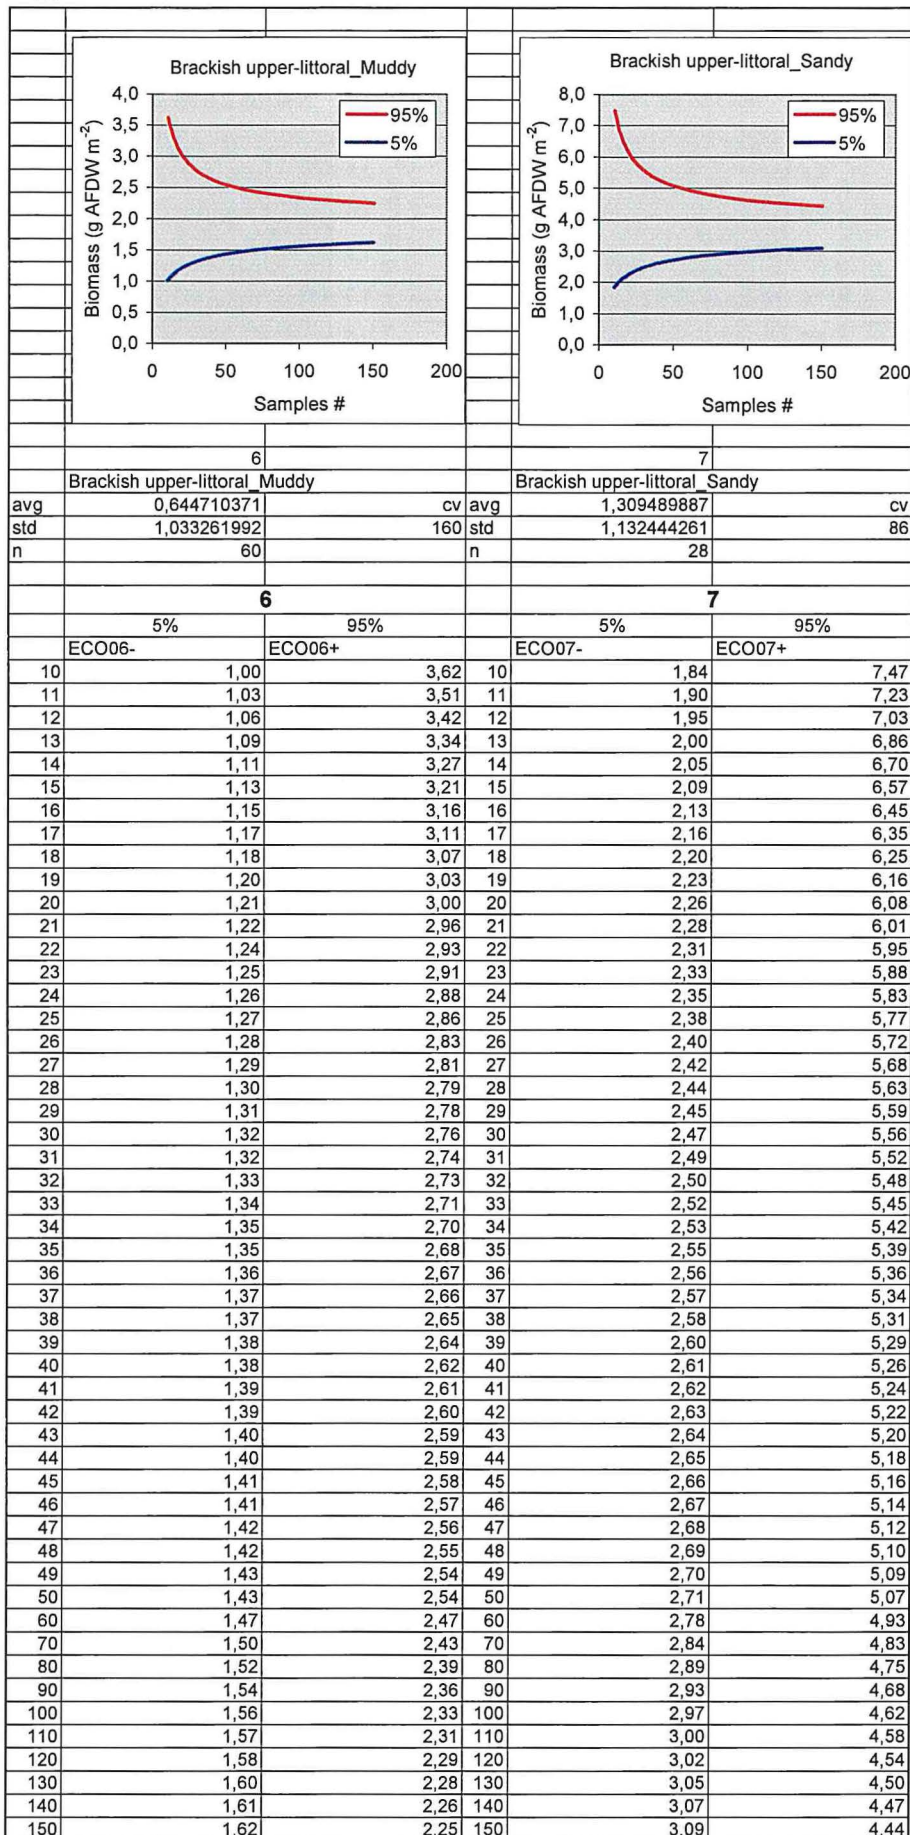 Brackish upper-littoral_Muddy
4,0
3,5
3,0
2,5
2,0
1,5
1,0
0,5
0,0
Biomass (g AFDW m-2)
95%
5%
0 50 100 150 200
Samples #
Brackish upper-littoral_Sandy
8,0
7,0
6,0
5,0
4,0
3,0
2,0
1,0
0,0
Biomass (g AFDW m-2)
95%
5%
0 50 100 150 200
Samples #
6 7
Brackish upper-littoral_Muddy Brackish upper-littoral_Sandy
avg 0,644710371 cv avg 1,309489887 cv
std 1,033261992 160 std 1,132444261 86
n 60 n 28
6 7
5% 95% 5% 95%
ECO06- ECO06+ ECO07- ECO07+
10 1,00 3,62 10 1,84 7,47
11 1,03 3,51 11 1,90 7,23
12 1,06 3,42 12 1,95 7,03
13 1,09 3,34 13 2,00 6,86
14 1,11 3,27 14 2,05 6,70
15 1,13 3,21 15 2,09 6,57
16 1,15 3,16 16 2,13 6,45
17 1,17 3,11 17 2,16 6,35
18 1,18 3,07 18 2,20 6,25
19 1,20 3,03 19 2,23 6,16
20 1,21 3,00 20 2,26 6,08
21 1,22 2,96 21 2,28 6,01
22 1,24 2,93 22 2,31 5,95
23 1,25 2,91 23 2,33 5,88
24 1,26 2,88 24 2,35 5,83
25 1,27 2,86 25 2,38 5,77
26 1,28 2,83 26 2,40 5,72
27 1,29 2,81 27 2,42 5,68
28 1,30 2,79 28 2,44 5,63
29 1,31 2,78 29 2,45 5,59
30 1,32 2,76 30 2,47 5,56
31 1,32 2,74 31 2,49 5,52
32 1,33 2,73 32 2,50 5,48
33 1,34 2,71 33 2,52 5,45
34 1,35 2,70 34 2,53 5,42
35 1,35 2,68 35 2,55 5,39
36 1,36 2,67 36 2,56 5,36
37 1,37 2,66 37 2,57 5,34
38 1,37 2,65 38 2,58 5,31
39 1,38 2,64 39 2,60 5,29
40 1,38 2,62 40 2,61 5,26
41 1,39 2,61 41 2,62 5,24
42 1,39 2,60 42 2,63 5,22
43 1,40 2,59 43 2,64 5,20
44 1,40 2,59 44 2,65 5,18
45 1,41 2,58 45 2,66 5,16
46 1,41 2,57 46 2,67 5,14
47 1,42 2,56 47 2,68 5,12
48 1,42 2,55 48 2,69 5,10
49 1,43 2,54 49 2,70 5,09
50 1,43 2,54 50 2,71 5,07
60 1,47 2,47 60 2,78 4,93
70 1,50 2,43 70 2,84 4,83
80 1,52 2,39 80 2,89 4,75
90 1,54 2,36 90 2,93 4,68
100 1,56 2,33 100 2,97 4,62
110 1,57 2,31 110 3,00 4,58
120 1,58 2,29 120 3,02 4,54
130 1,60 2,28 130 3,05 4,50
140 1,61 2,26 140 3,07 4,47
150 1,62 2,25 150 3,09 4,44